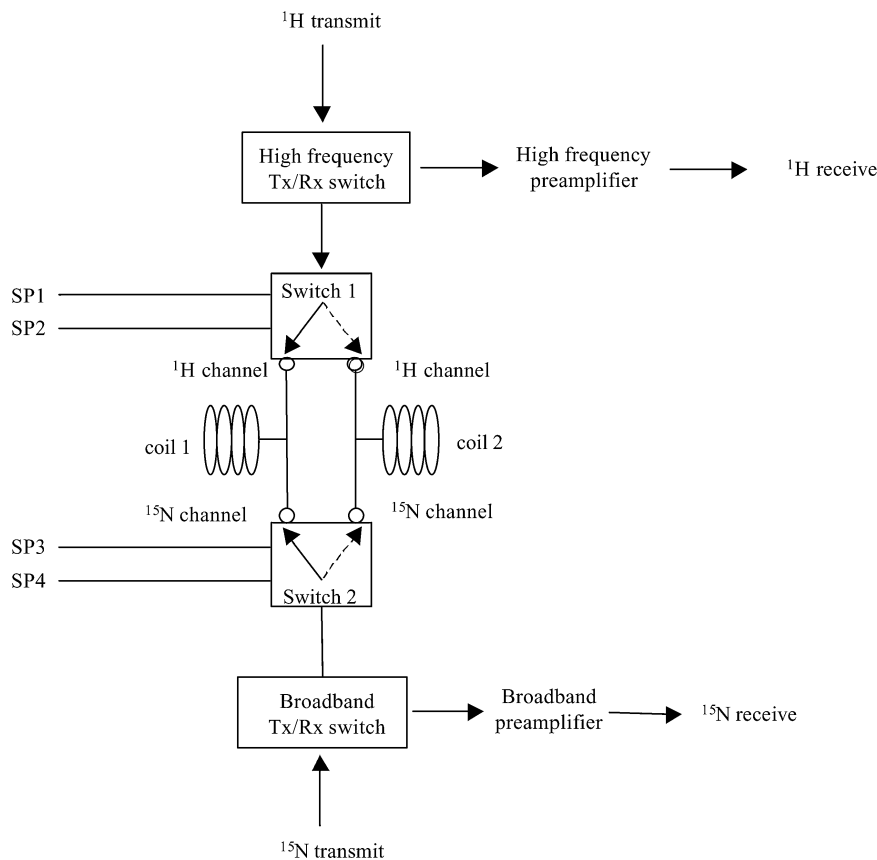 ¹H transmit
High frequency
Tx/Rx switch
High frequency
preamplifier
¹H receive
SP1
SP2
Switch 1
¹H channel
¹H channel
coil 1
coil 2
¹⁵N channel
¹⁵N channel
SP3
SP4
Switch 2
Broadband
Tx/Rx switch
Broadband
preamplifier
¹⁵N receive
¹⁵N transmit